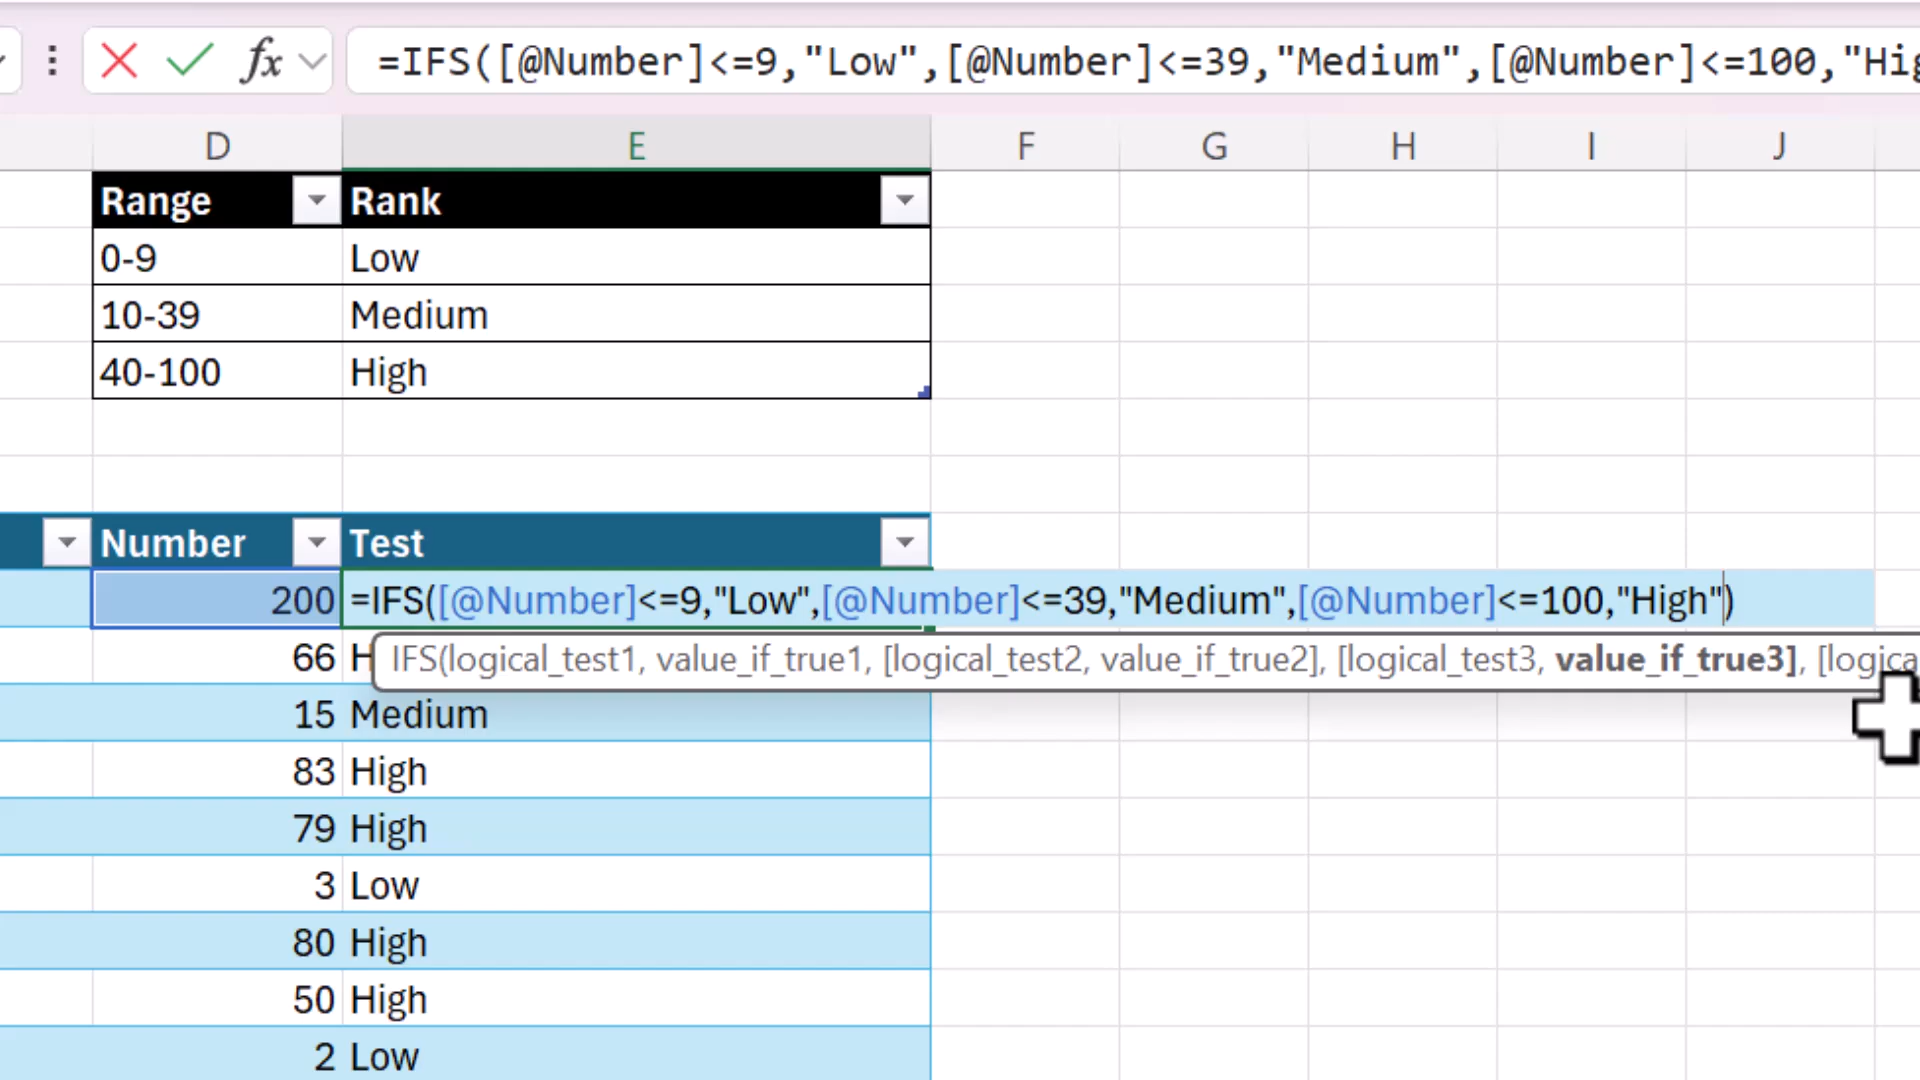 fx =IFS([@Number]<=9,"Low",[@Number]<=39,"Medium",[@Number]<=100,"Hig
D E F G H I J
Range Rank
0-9 Low
10-39 Medium
40-100 High
Number Test
200 =IFS([@Number]<=9,"Low",[@Number]<=39,"Medium",[@Number]<=100,"High")
66 H
IFS(logical_test1, value_if_true1, [logical_test2, value_if_true2], [logical_test3, value_if_true3], [logica
15 Medium
83 High
79 High
3 Low
80 High
50 High
2 Low